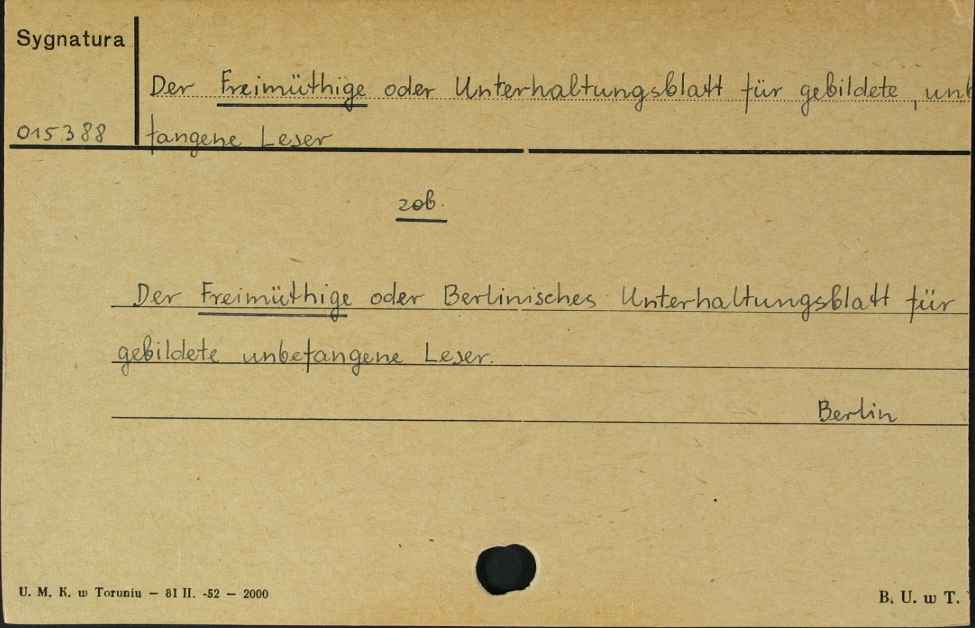 Sygnatura
Der Freimüthige oder Unterhaltungsblatt für gebildete, unb
015388
fangene Leser
zob.
Der Freimüthige oder Berlinisches Unterhaltungsblatt für
gebildete unbefangene Leser.
Berlin
U. M. K. w Toruniu — 81 II. -52 — 2000
B. U. w T.